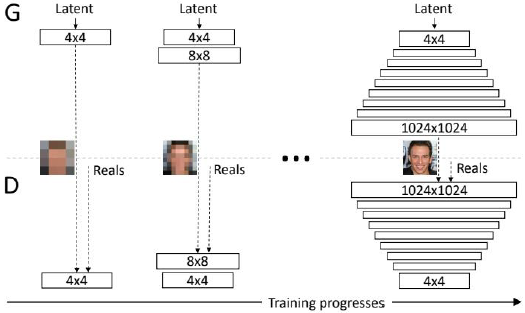 G
Latent
Latent
Latent
4x4
4x4
4x4
8x8
1024x1024
Reals
Reals
Reals
D
1024x1024
8x8
4x4
4x4
4x4
Training progresses